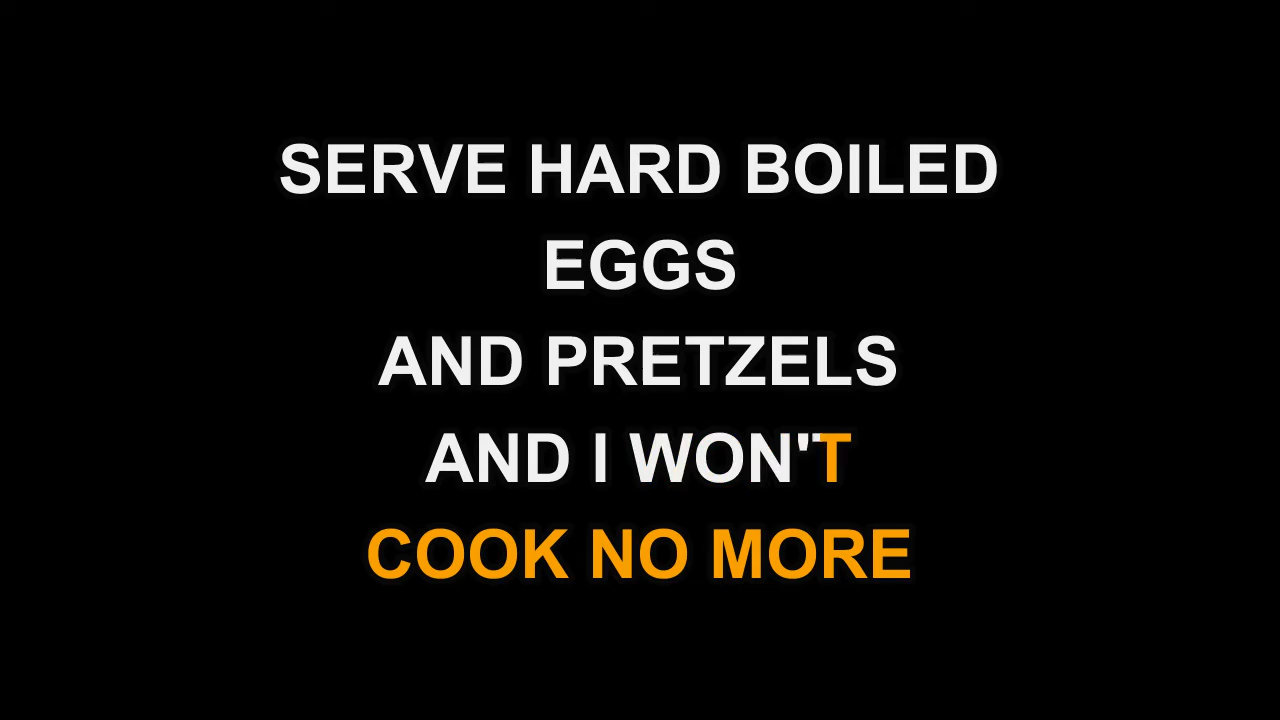 SERVE HARD BOILED
EGGS
AND PRETZELS
AND I WON'T
COOK NO MORE